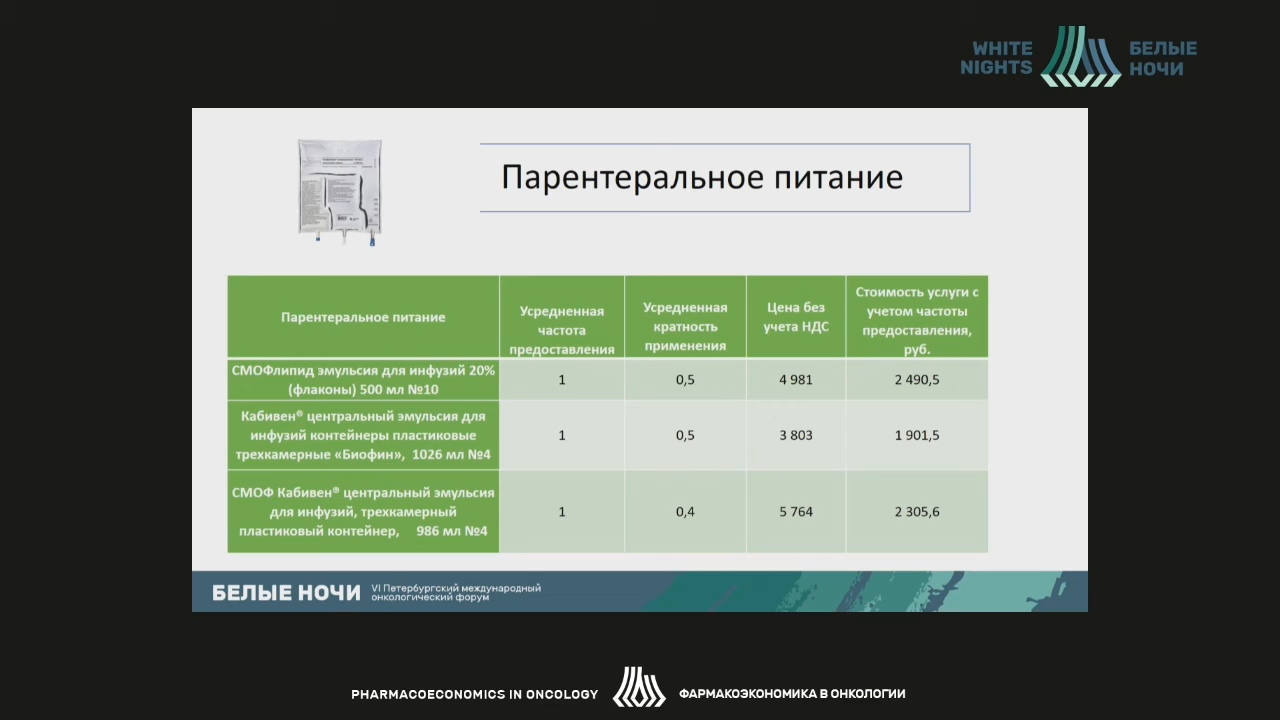 WHITE
NIGHTS
БЕЛЫЕ
НОЧИ
Парентеральное питание
Парентеральное питание
Усредненная
частота
предоставления
Усредненная
кратность
применения
Цена без
учета НДС
Стоимость услуги с
учетом частоты
предоставления,
руб.
СМОФлипид эмульсия для инфузий 20%
(флаконы) 500 мл №10
1
0,5
4 981
2 490,5
Кабивен® центральный эмульсия для
инфузий контейнеры пластиковые
трехкамерные «Биофин», 1026 мл №4
1
0,5
3 803
1 901,5
СМОФ Кабивен® центральный эмульсия
для инфузий, трехкамерный
пластиковый контейнер, 986 мл №4
1
0,4
5 764
2 305,6
БЕЛЫЕ НОЧИ
VI Петербургский международный
онкологический форум
PHARMACOECONOMICS IN ONCOLOGY
ФАРМАКОЭКОНОМИКА В ОНКОЛОГИИ